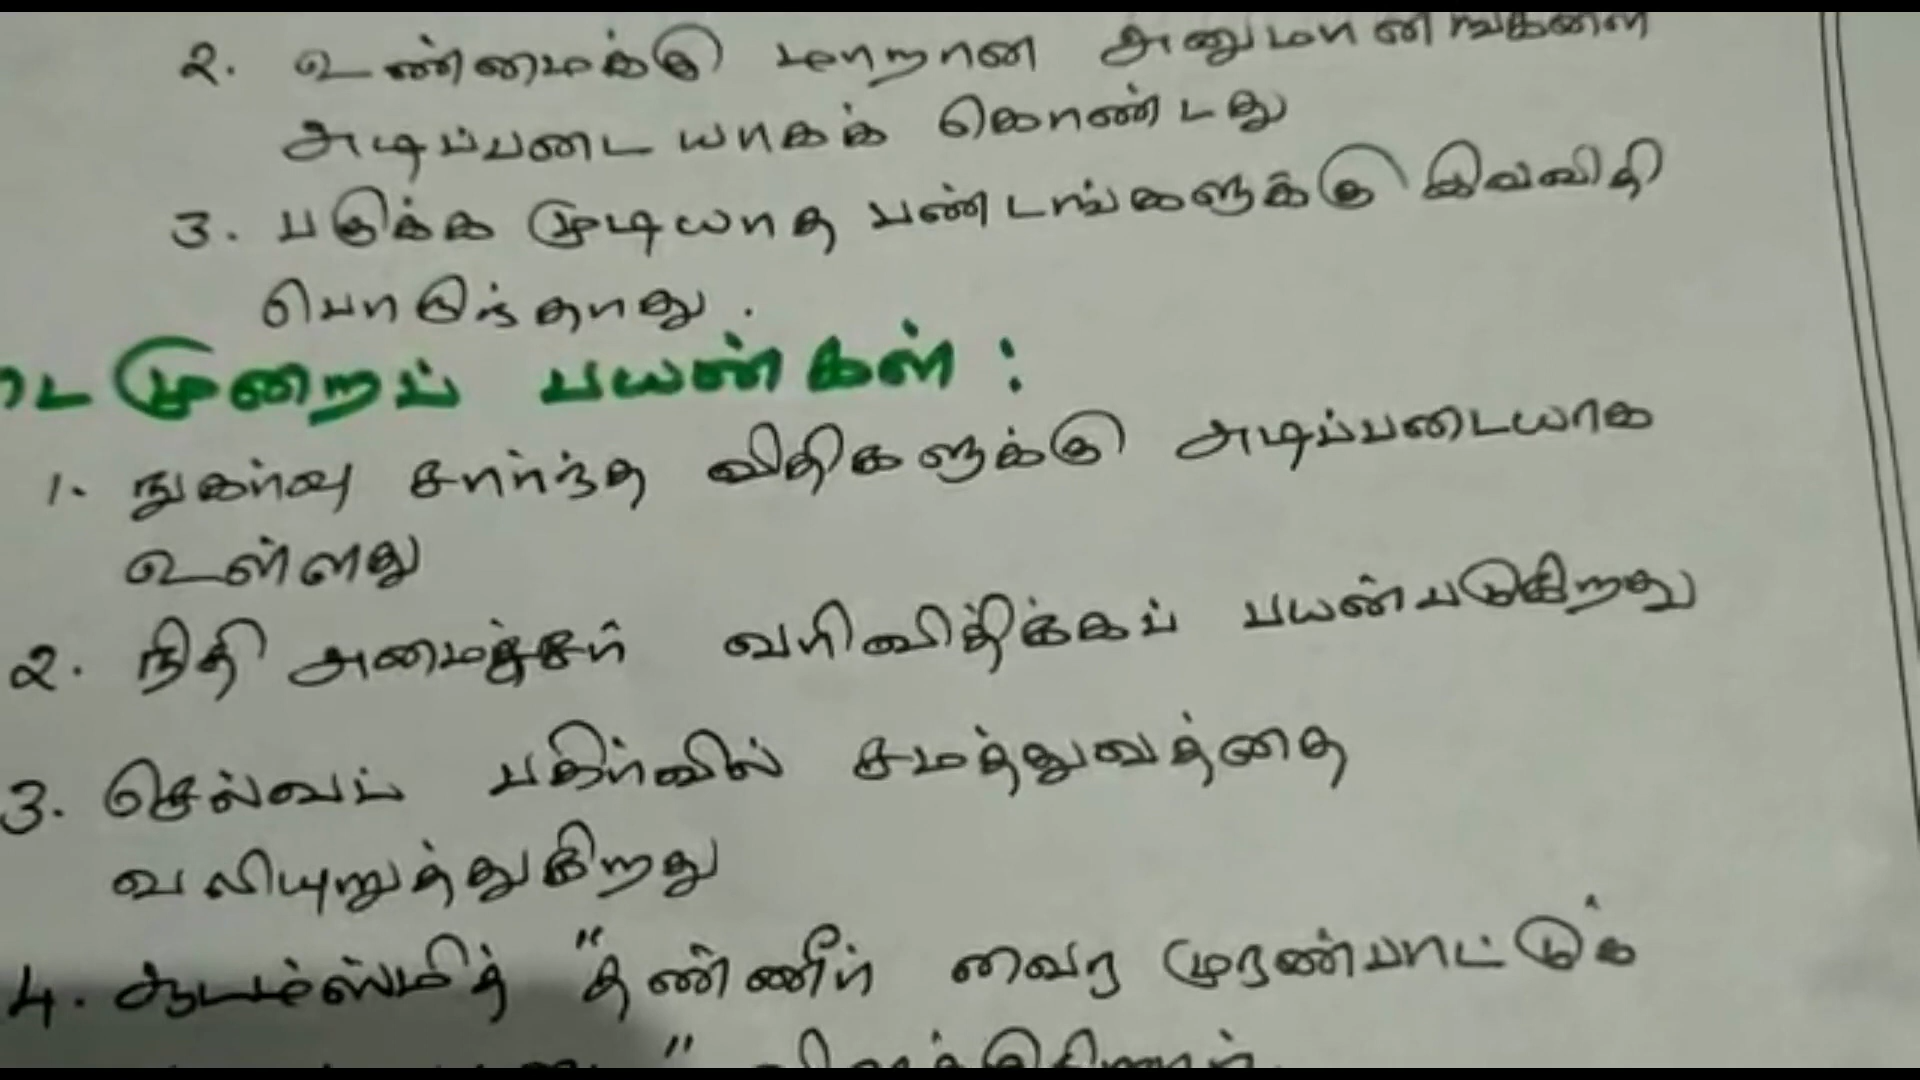 2. உண்மைக்கு மாறான அனுமானங்களை
அடிப்படையாகக் கொண்டது
3. பகுக்க முடியாத பண்டங்களுக்கு இவ்விதி
பொருந்தாது.
டைமுறைப் பயன்கள் :
1. நுகர்வு சார்ந்த விதிகளுக்கு அடிப்படையாக
உள்ளது
2. நிதி அமைச்சர் வரிவிதிக்கப் பயன்படுகிறது
3. செல்வப் பகிர்வில் சமத்துவத்தை
வலியுறுத்துகிறது
4. ஆடம்ஸ்மித் "தண்ணீர் வைர முரண்பாட்டுக்